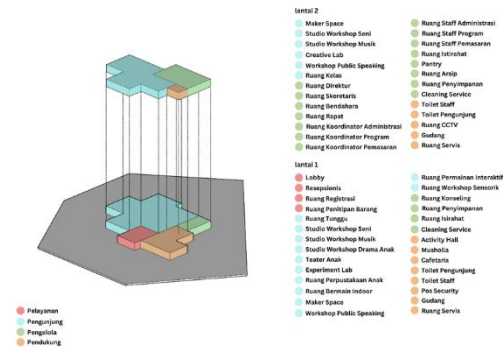 lantai 2
Maker Space
Studio Workshop Seni
Studio Workshop Musik
Creative Lab
Workshop Public Speaking
Ruang Kelas
Ruang Direktur
Ruang Skeretaris
Ruang Bendahara
Ruang Rapat
Ruang Koordinator Administrasi
Ruang Koordinator Program
Ruang Koordinator Pemasaran
Ruang Staff Administrasi
Ruang Staff Program
Ruang Staff Pemasaran
Ruang Istirahat
Pantry
Ruang Arsip
Ruang Penyimpanan
Cleaning Service
Toilet Staff
Toilet Pengunjung
Ruang CCTV
Gudang
Ruang Servis
lantai 1
Lobby
Resepsionis
Ruang Registrasi
Ruang Penitipan Barang
Ruang Tunggu
Studio Workshop Seni
Studio Workshop Musik
Studio Workshop Drama Anak
Teater Anak
Experiment Lab
Ruang Perpustakaan Anak
Ruang Bermain Indoor
Maker Space
Workshop Public Speaking
Ruang Permainan Interaktif
Ruang Workshop Sensorik
Ruang Konseling
Ruang Penyimpanan
Ruang Isirahat
Cleaning Service
Activity Hall
Musholla
Cafetaria
Toilet Pengunjung
Toilet Staff
Pos Security
Gudang
Ruang Servis
Pelayanan
Pengunjung
Pengelola
Pendukung